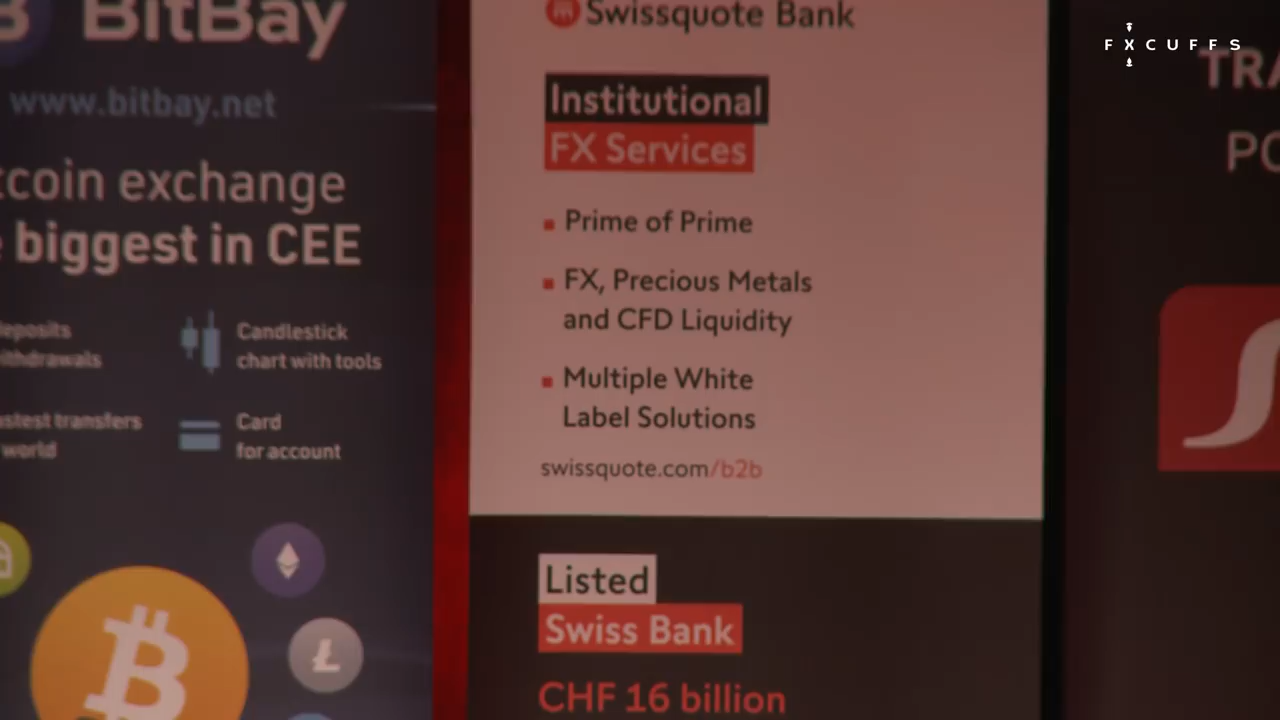 BitBay
www.bitbay.net
exchange
biggest in CEE
Candlestick
chart with tools
transfers
world
Card
for account
Swissquote Bank
Institutional
FX Services
Prime of Prime
FX, Precious Metals
and CFD Liquidity
Multiple White
Label Solutions
swissquote.com/b2b
Listed
Swiss Bank
CHF 16 billion
FXCUFFS